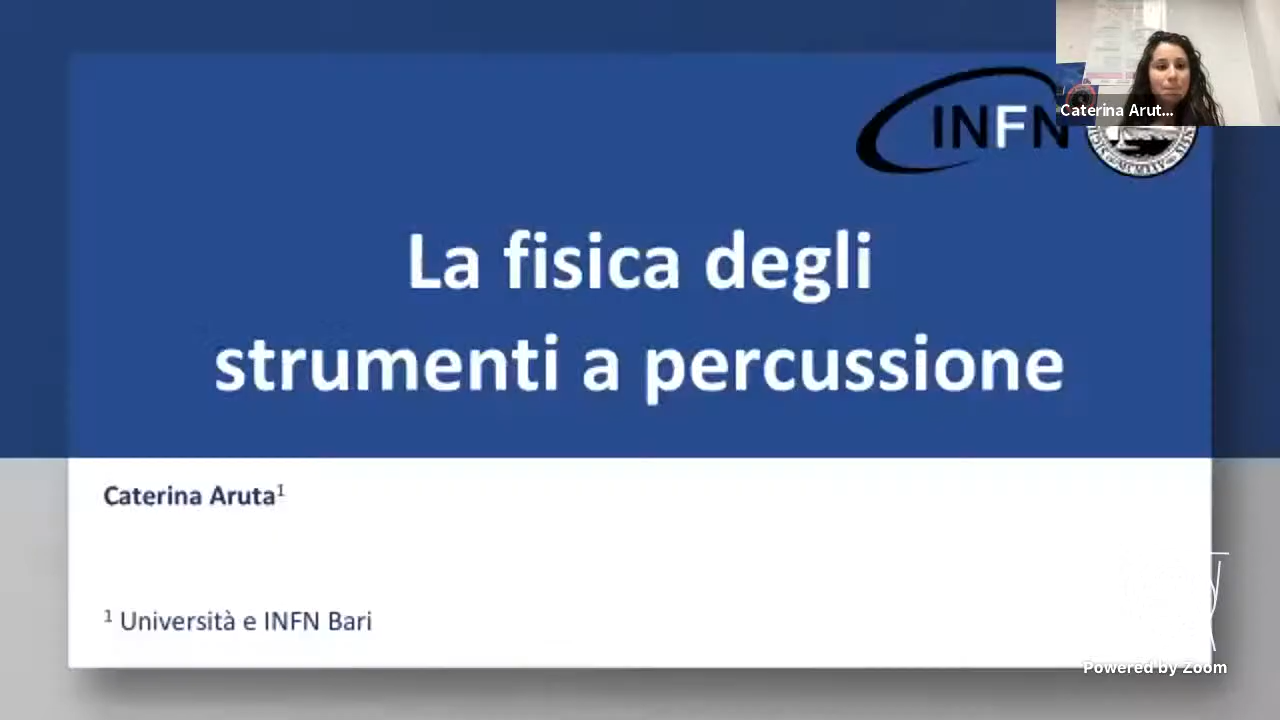 INFN
Caterina Arut...
La fisica degli
strumenti a percussione
Caterina Aruta¹
¹ Università e INFN Bari
Powered by Zoom